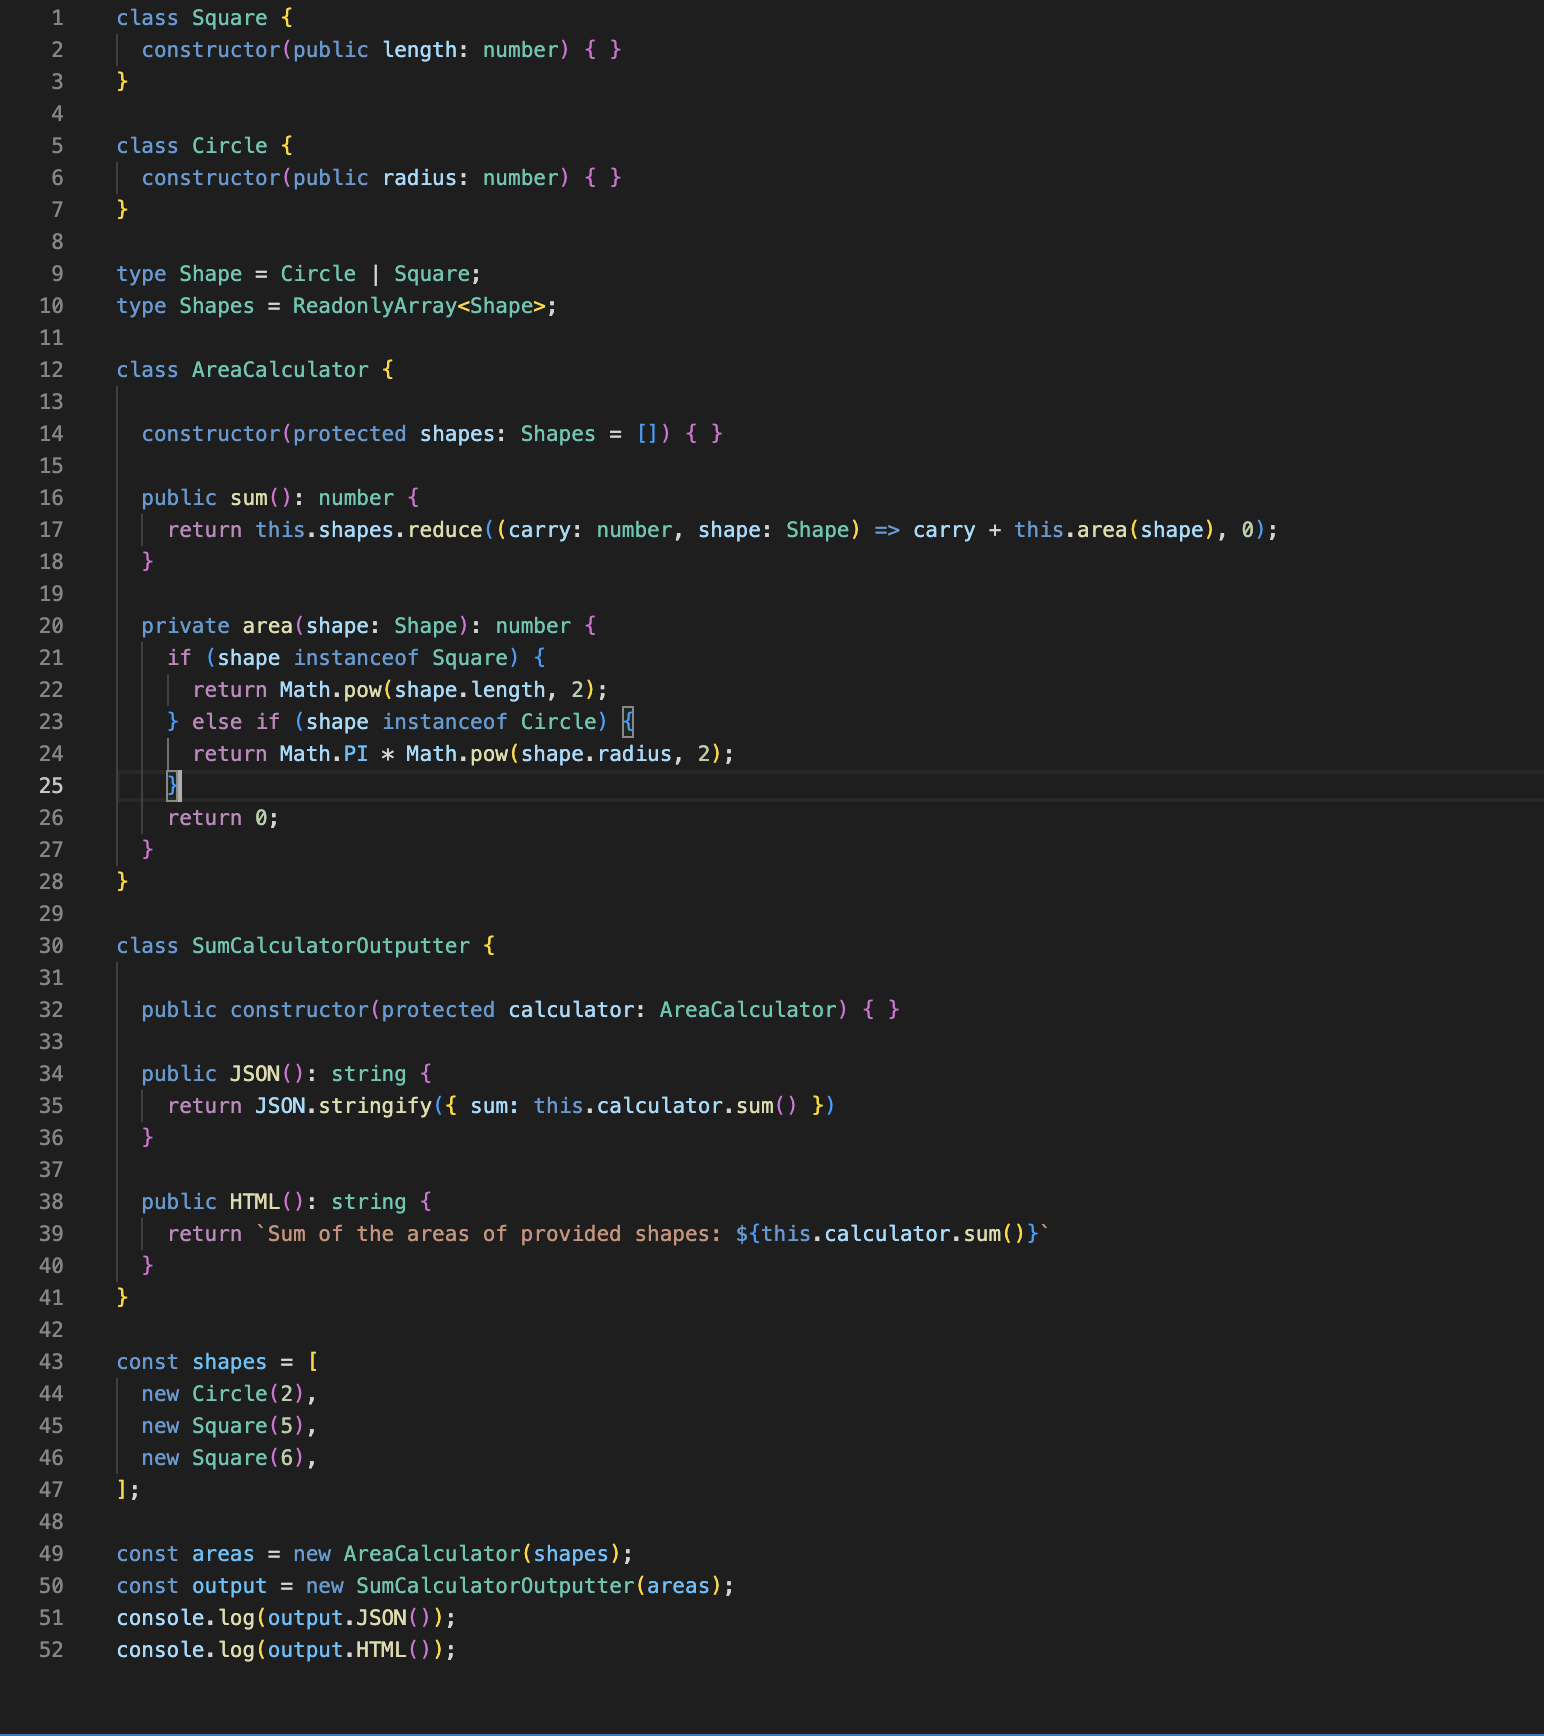 1 class Square {
2 constructor(public length: number) { }
3 }
4
5 class Circle {
6 constructor(public radius: number) { }
7 }
8
9 type Shape = Circle | Square;
10 type Shapes = ReadonlyArray<Shape>;
11
12 class AreaCalculator {
13
14 constructor(protected shapes: Shapes = []) { }
15
16 public sum(): number {
17 return this.shapes.reduce((carry: number, shape: Shape) => carry + this.area(shape), 0);
18 }
19
20 private area(shape: Shape): number {
21 if (shape instanceof Square) {
22 return Math.pow(shape.length, 2);
23 } else if (shape instanceof Circle) {
24 return Math.PI * Math.pow(shape.radius, 2);
25 }
26 return 0;
27 }
28 }
29
30 class SumCalculatorOutputter {
31
32 public constructor(protected calculator: AreaCalculator) { }
33
34 public JSON(): string {
35 return JSON.stringify({ sum: this.calculator.sum() })
36 }
37
38 public HTML(): string {
39 return `Sum of the areas of provided shapes: ${this.calculator.sum()}`
40 }
41 }
42
43 const shapes = [
44 new Circle(2),
45 new Square(5),
46 new Square(6),
47 ];
48
49 const areas = new AreaCalculator(shapes);
50 const output = new SumCalculatorOutputter(areas);
51 console.log(output.JSON());
52 console.log(output.HTML());